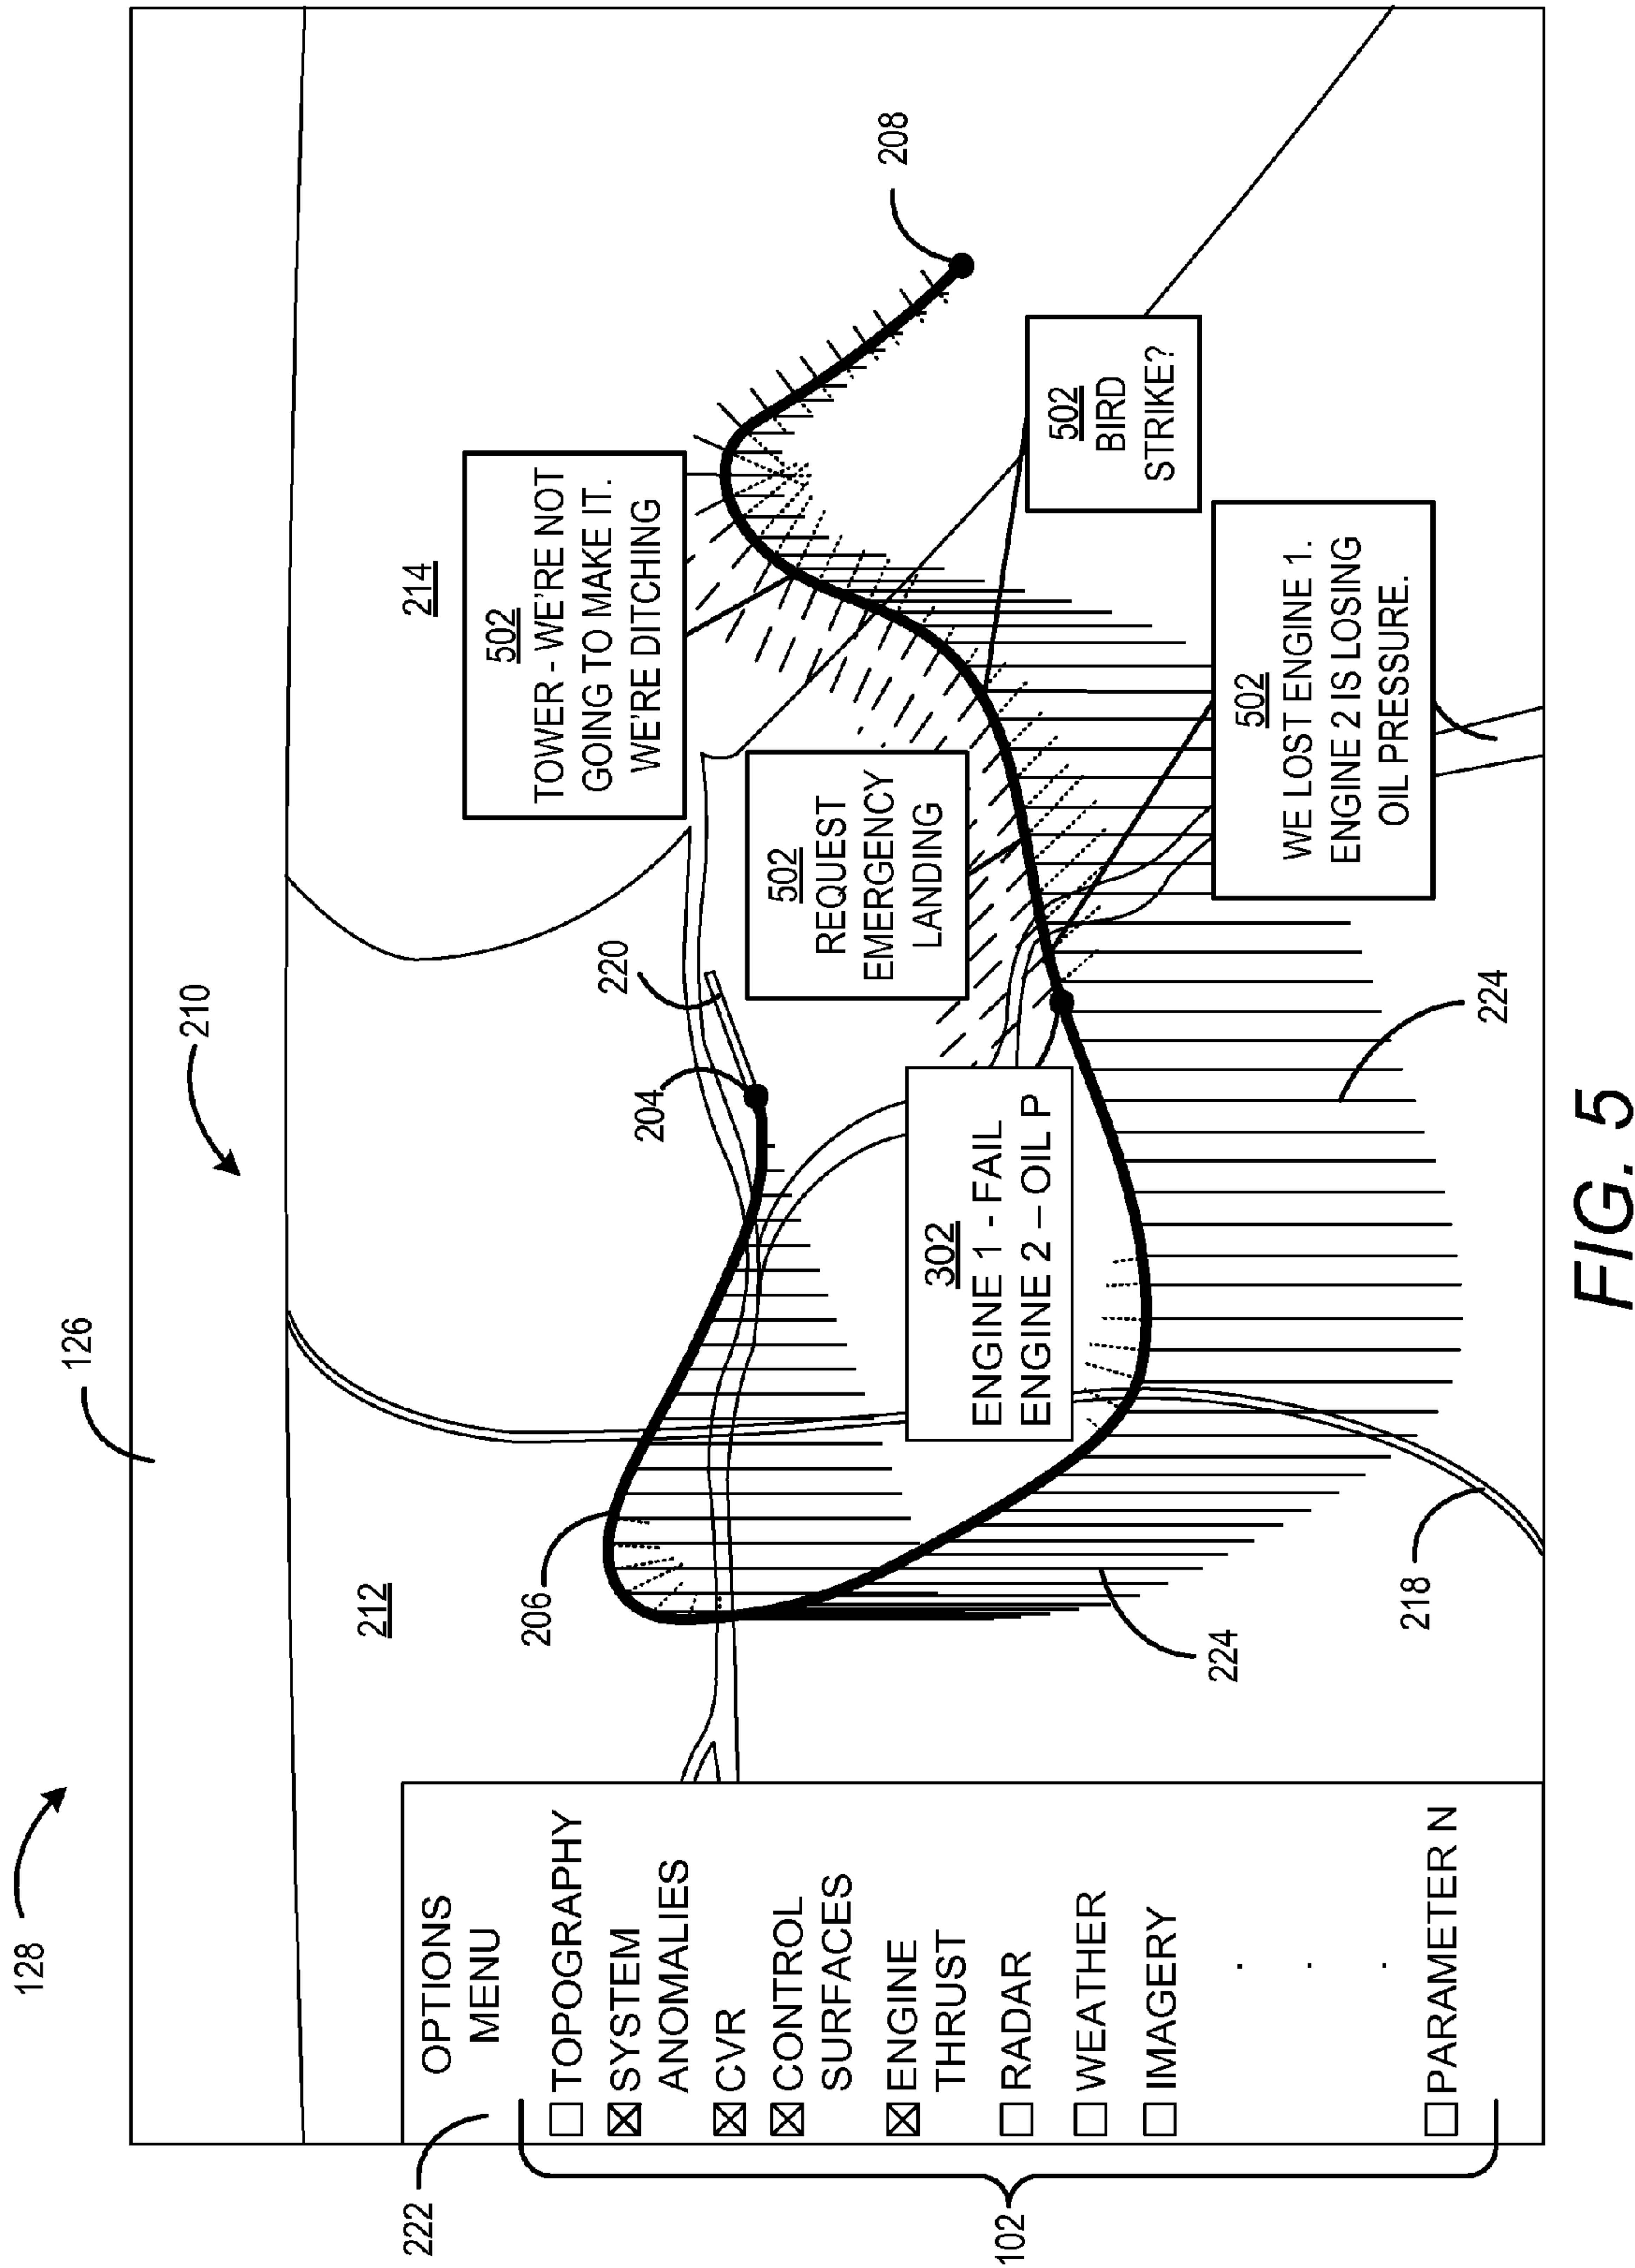 128
126
210
222
OPTIONS
MENU
TOPOGRAPHY
SYSTEM
ANOMALIES
CVR
CONTROL
SURFACES
ENGINE
THRUST
RADAR
WEATHER
IMAGERY
.
.
.
PARAMETER N
102
212
206
214
502
TOWER - WE'RE NOT
GOING TO MAKE IT.
WE'RE DITCHING
220
204
502
REQUEST
EMERGENCY
LANDING
208
302
ENGINE 1 - FAIL
ENGINE 2 – OIL P
502
BIRD
STRIKE?
502
WE LOST ENGINE 1.
ENGINE 2 IS LOSING
OIL PRESSURE.
224
218
224
FIG. 5